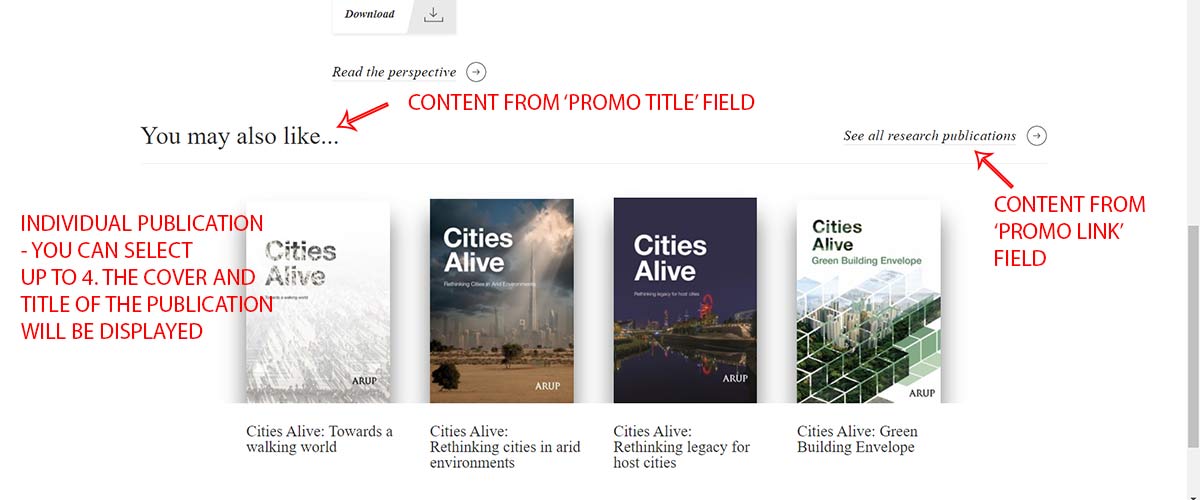 Download
Read the perspective
CONTENT FROM ‘PROMO TITLE’ FIELD
You may also like...
See all research publications
CONTENT FROM
‘PROMO LINK’
FIELD
INDIVIDUAL PUBLICATION
- YOU CAN SELECT
UP TO 4. THE COVER AND
TITLE OF THE PUBLICATION
WILL BE DISPLAYED
Cities
Alive
Towards a walking world
ARUP
Cities
Alive
Rethinking Cities in Arid Environments
ARUP
Cities
Alive
Rethinking legacy for host cities
ARUP
Cities
Alive
Green Building Envelope
ARUP
Cities Alive: Towards a
walking world
Cities Alive:
Rethinking cities in arid
environments
Cities Alive:
Rethinking legacy for
host cities
Cities Alive: Green
Building Envelope